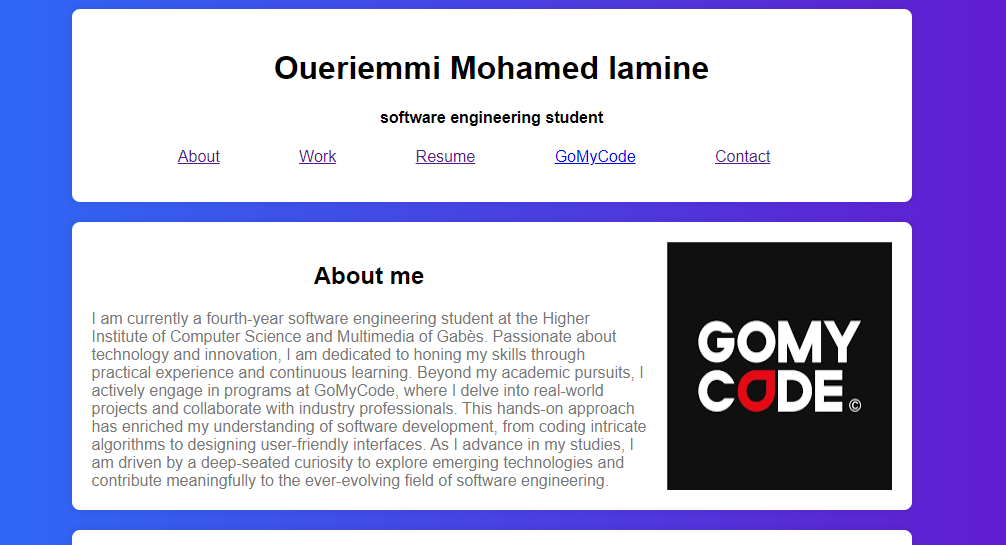 Oueriemmi Mohamed lamine
software engineering student
About Work Resume GoMyCode Contact
About me
I am currently a fourth-year software engineering student at the Higher
Institute of Computer Science and Multimedia of Gabès. Passionate about
technology and innovation, I am dedicated to honing my skills through
practical experience and continuous learning. Beyond my academic pursuits, I
actively engage in programs at GoMyCode, where I delve into real-world
projects and collaborate with industry professionals. This hands-on approach
has enriched my understanding of software development, from coding intricate
algorithms to designing user-friendly interfaces. As I advance in my studies, I
am driven by a deep-seated curiosity to explore emerging technologies and
contribute meaningfully to the ever-evolving field of software engineering.
GOMY
CODE ©